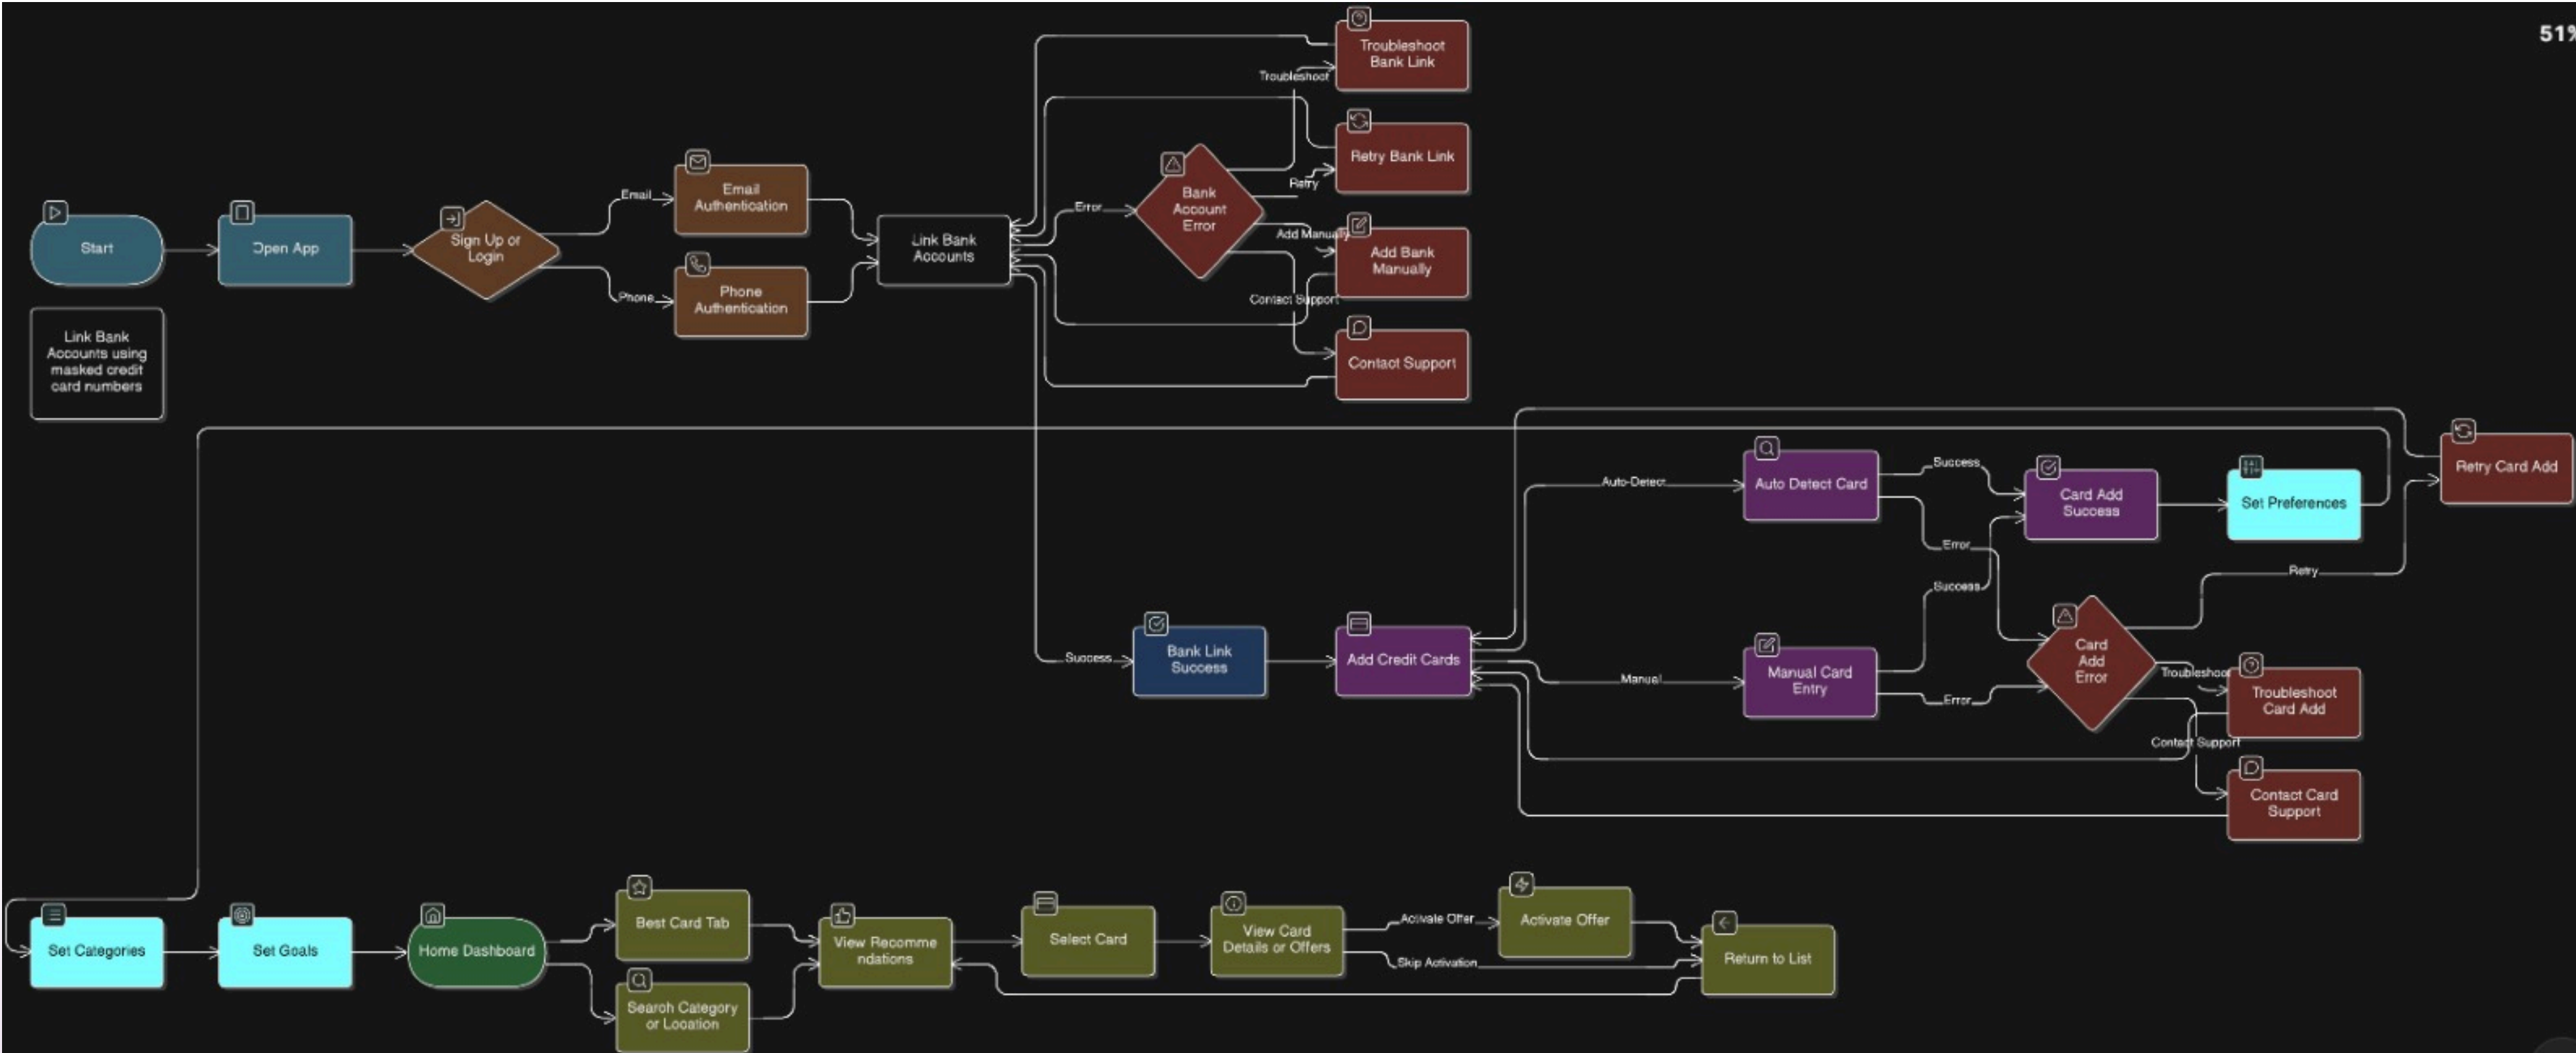 51%
Troubleshoot
Bank Link
Troubleshoot
Retry Bank Link
Retry
Bank
Account
Error
Error
Add Manually
Add Bank
Manually
Contact Support
Contact Support
Email
Email
Authentication
Start
Open App
Sign Up or
Login
Link Bank
Accounts
Phone
Phone
Authentication
Link Bank
Accounts using
masked credit
card numbers
Auto-Detect
Auto Detect Card
Success
Error
Card Add
Success
Set Preferences
Retry Card Add
Retry
Success
Success
Bank Link
Success
Add Credit Cards
Manual
Manual Card
Entry
Error
Card
Add
Error
Troubleshoot
Troubleshoot
Card Add
Contact Support
Contact Card
Support
Set Categories
Set Goals
Home Dashboard
Best Card Tab
Search Category
or Location
View Recomme
ndations
Select Card
View Card
Details or Offers
Activate Offer
Skip Activation
Activate Offer
Return to List